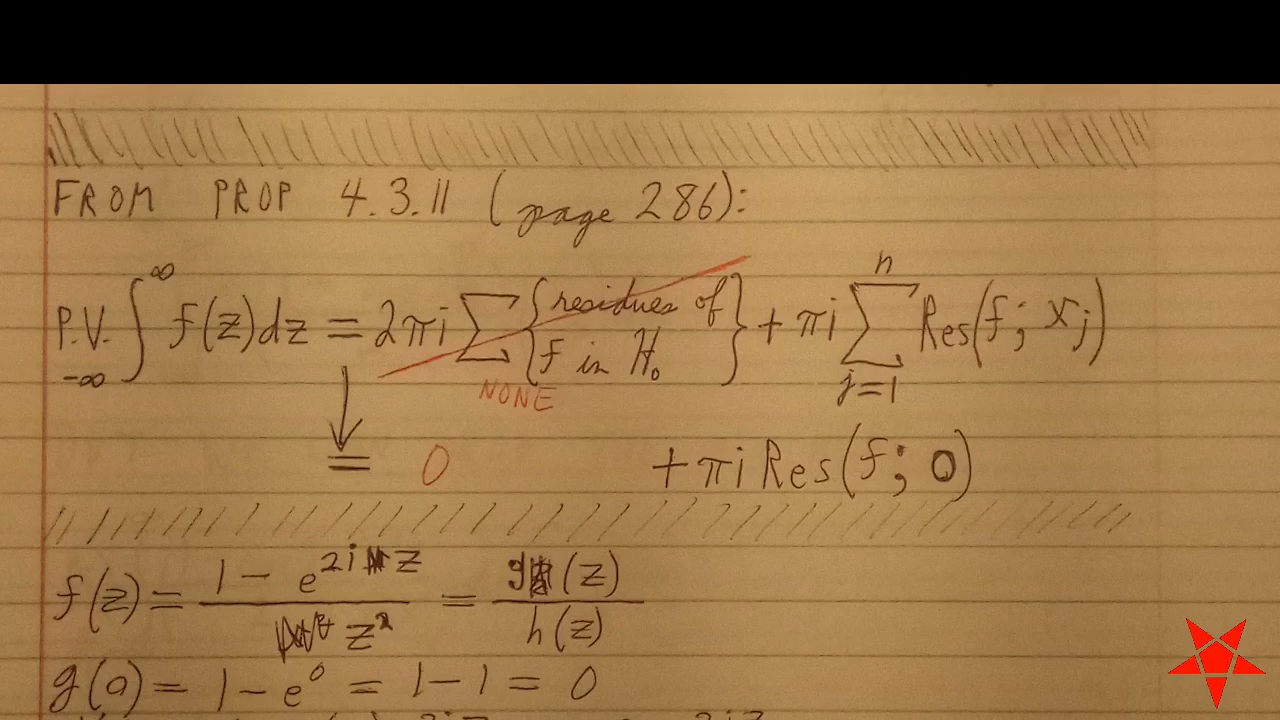 FROM PROP 4.3.11 (page 286):
P.V. ∫_{-∞}^{∞} f(z)dz = 2πi ∑ {residues of f in H₀} + πi ∑_{j=1}^{n} Res(f; xⱼ)
NONE
= 0 + πi Res(f; 0)
f(z) = (1 - e^{2iz})/z² = g(z)/h(z)
g(0) = 1 - e⁰ = 1 - 1 = 0